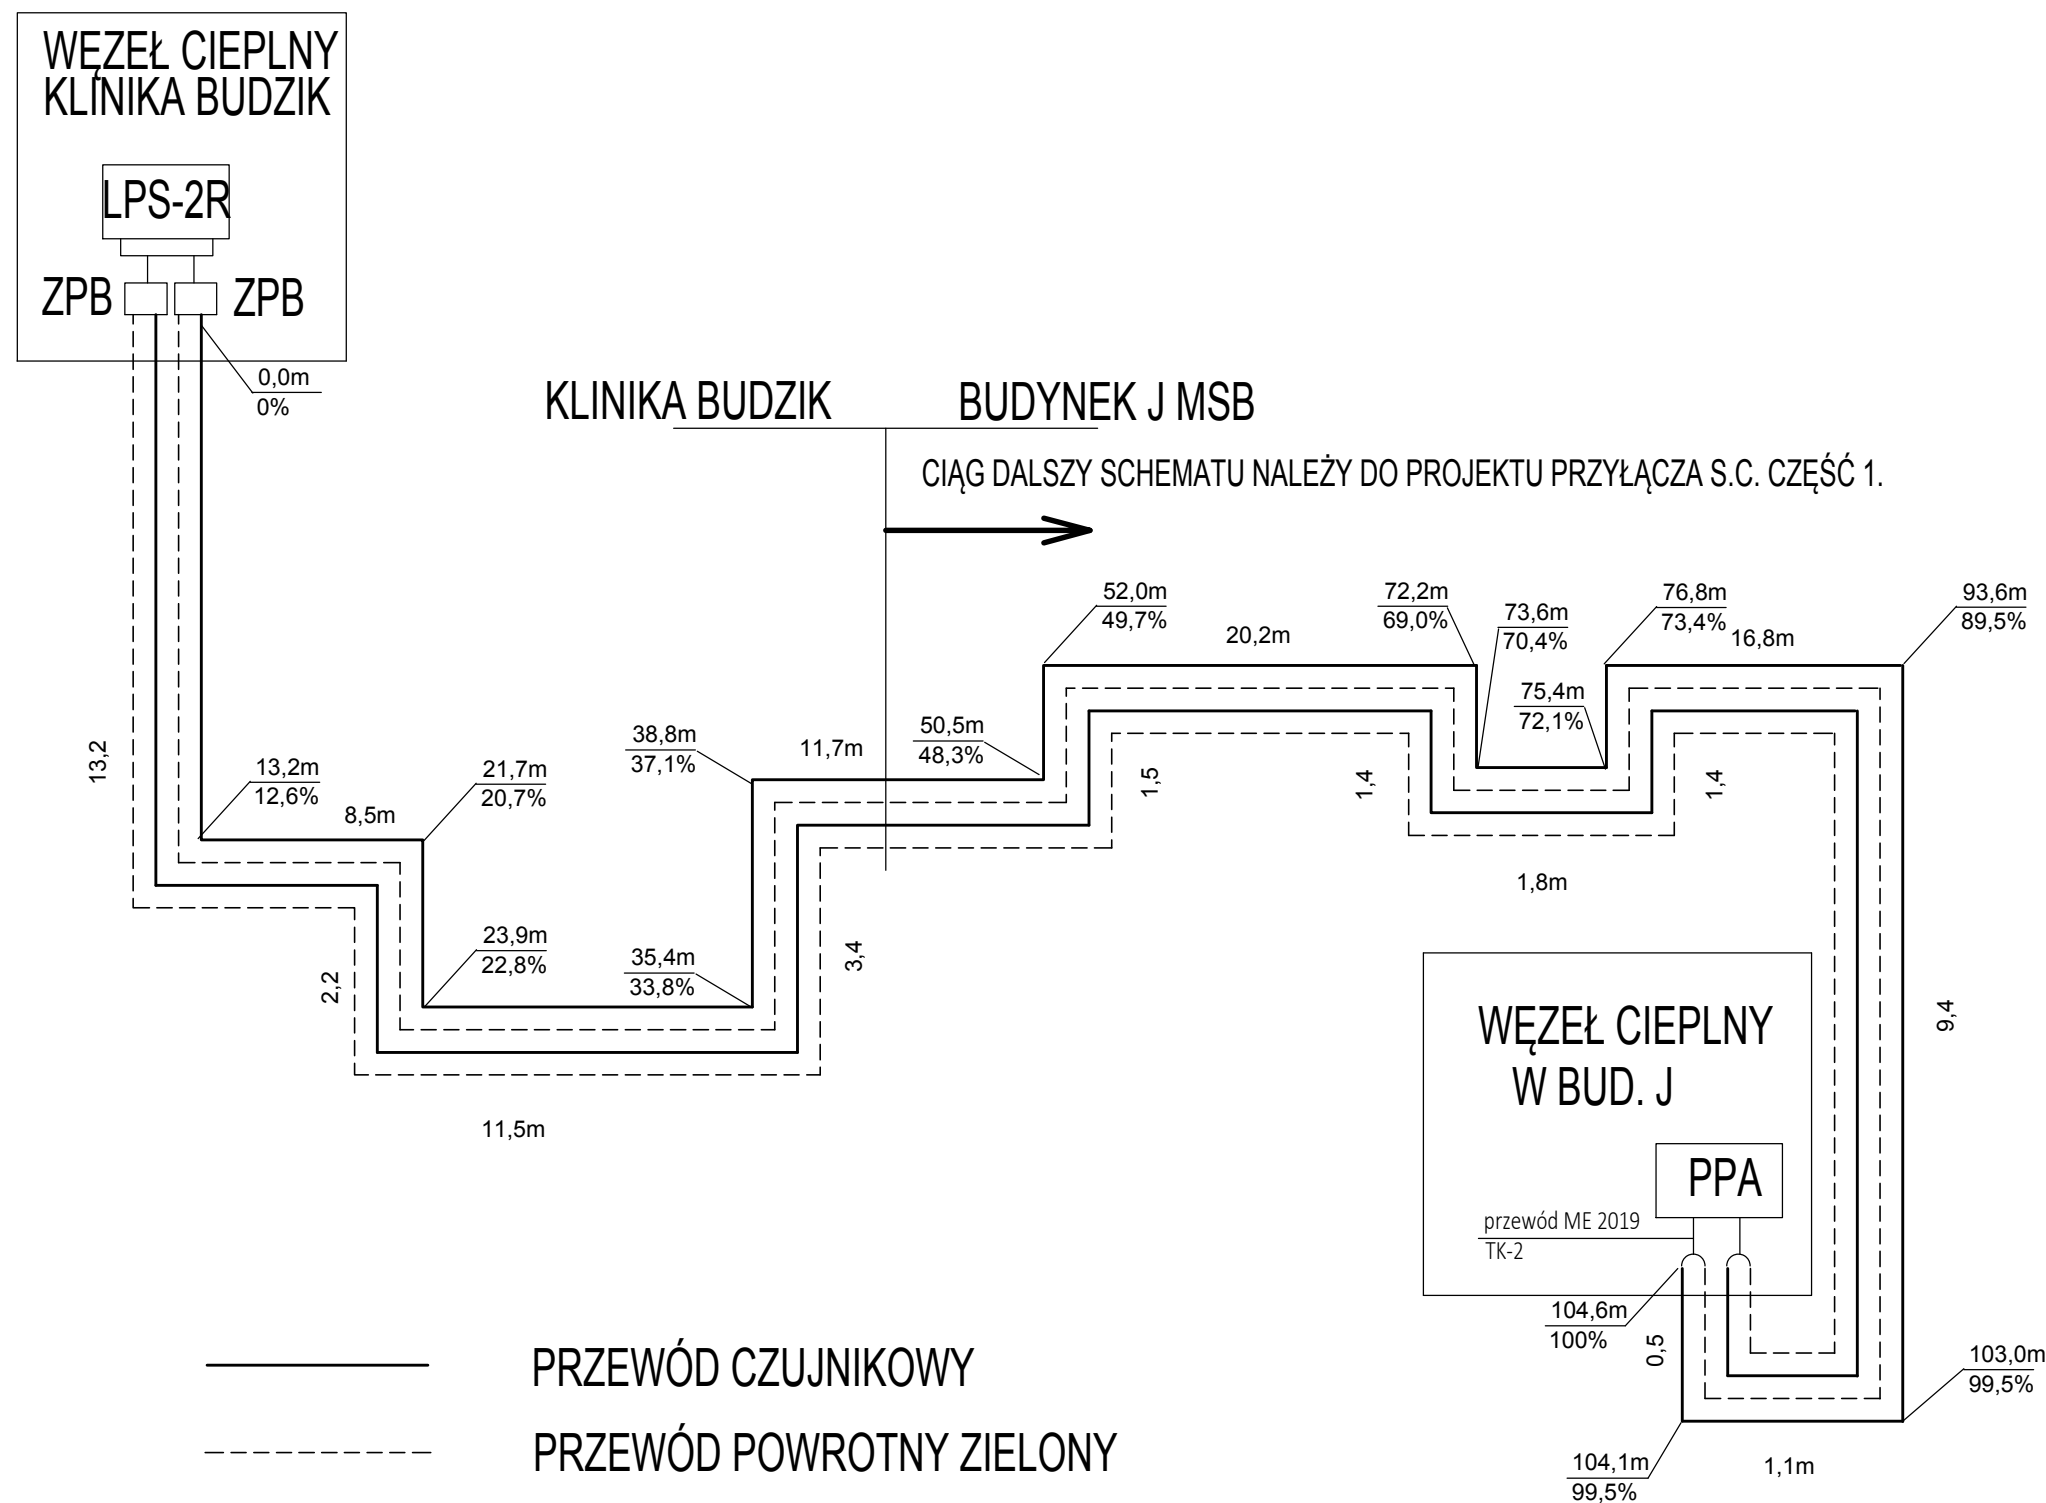 WĘZEŁ CIEPLNY
KLINIKA BUDZIK
LPS-2R
ZPB
ZPB
0,0m
0%
KLINIKA BUDZIK
BUDYNEK J MSB
CIĄG DALSZY SCHEMATU NALEŻY DO PROJEKTU PRZYŁĄCZA S.C. CZĘŚĆ 1.
13,2
13,2m
12,6%
8,5m
21,7m
20,7%
2,2
23,9m
22,8%
11,5m
35,4m
33,8%
3,4
38,8m
37,1%
11,7m
50,5m
48,3%
1,5
52,0m
49,7%
20,2m
72,2m
69,0%
1,4
73,6m
70,4%
1,8m
75,4m
72,1%
1,4
76,8m
73,4%
16,8m
93,6m
89,5%
9,4
WĘZEŁ CIEPLNY
W BUD. J
PPA
przewód ME 2019
TK-2
104,6m
100%
0,5
103,0m
99,5%
104,1m
99,5%
1,1m
PRZEWÓD CZUJNIKOWY
PRZEWÓD POWROTNY ZIELONY